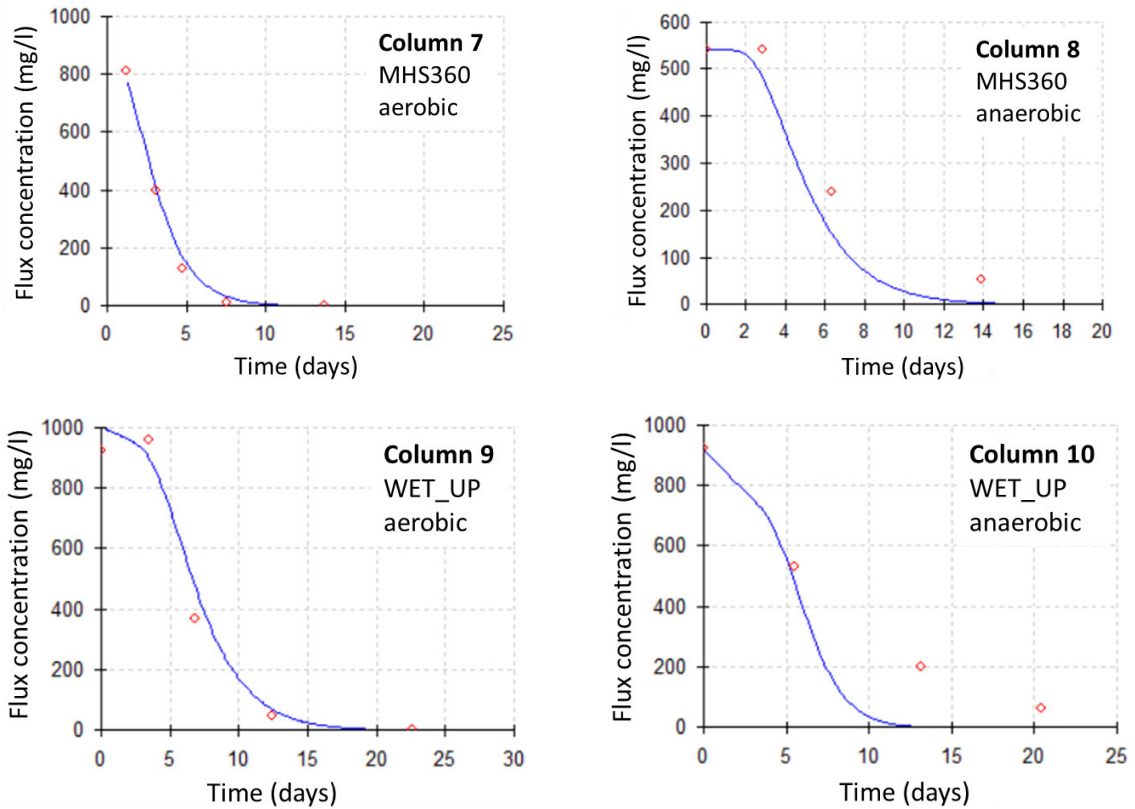 Flux concentration (mg/l)
1000
800
600
400
200
0
0 5 10 15 20 25
Time (days)
Column 7
MHS360
aerobic
Flux concentration (mg/l)
600
500
400
300
200
100
0
0 2 4 6 8 10 12 14 16 18 20
Time (days)
Column 8
MHS360
anaerobic
Flux concentration (mg/l)
1000
800
600
400
200
0
0 5 10 15 20 25 30
Time (days)
Column 9
WET_UP
aerobic
Flux concentration (mg/l)
1000
800
600
400
200
0
0 5 10 15 20 25
Time (days)
Column 10
WET_UP
anaerobic